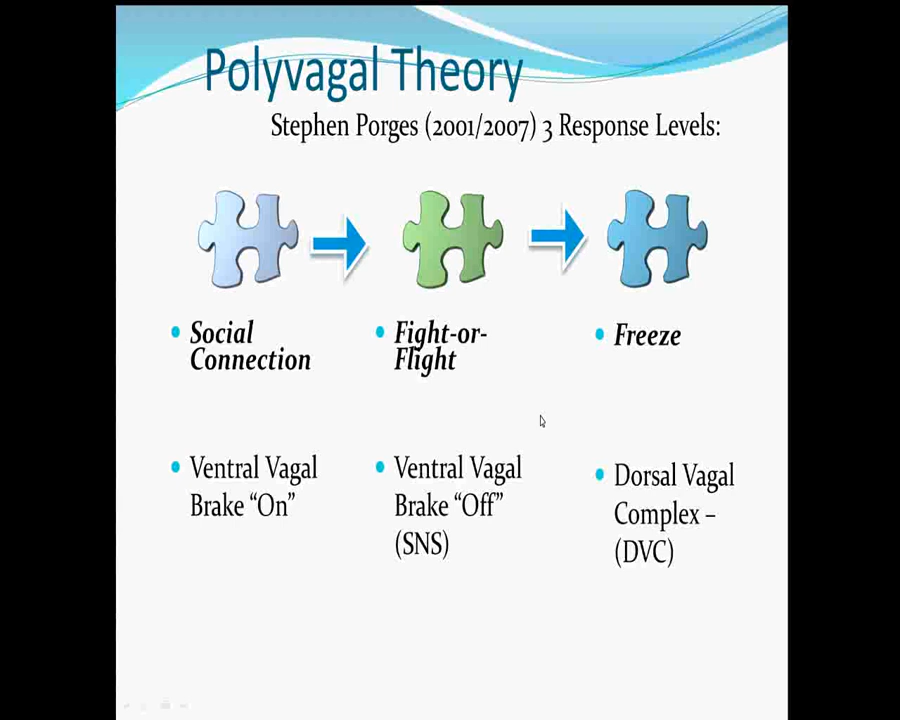 Polyvagal Theory
Stephen Porges (2001/2007) 3 Response Levels:
• Social
Connection
• Fight-or-
Flight
• Freeze
• Ventral Vagal
Brake “On”
• Ventral Vagal
Brake “Off”
(SNS)
• Dorsal Vagal
Complex –
(DVC)